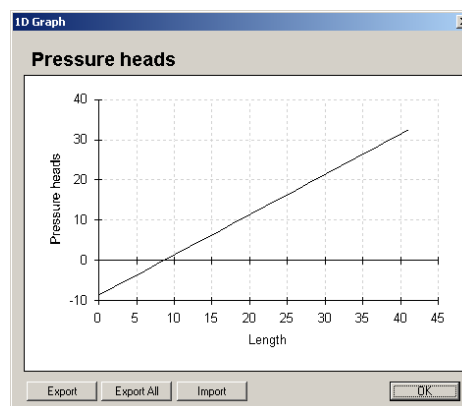 1D Graph
Pressure heads
40
30
20
10
0
-10
Pressure heads
0 5 10 15 20 25 30 35 40 45
Length
Export Export All Import OK